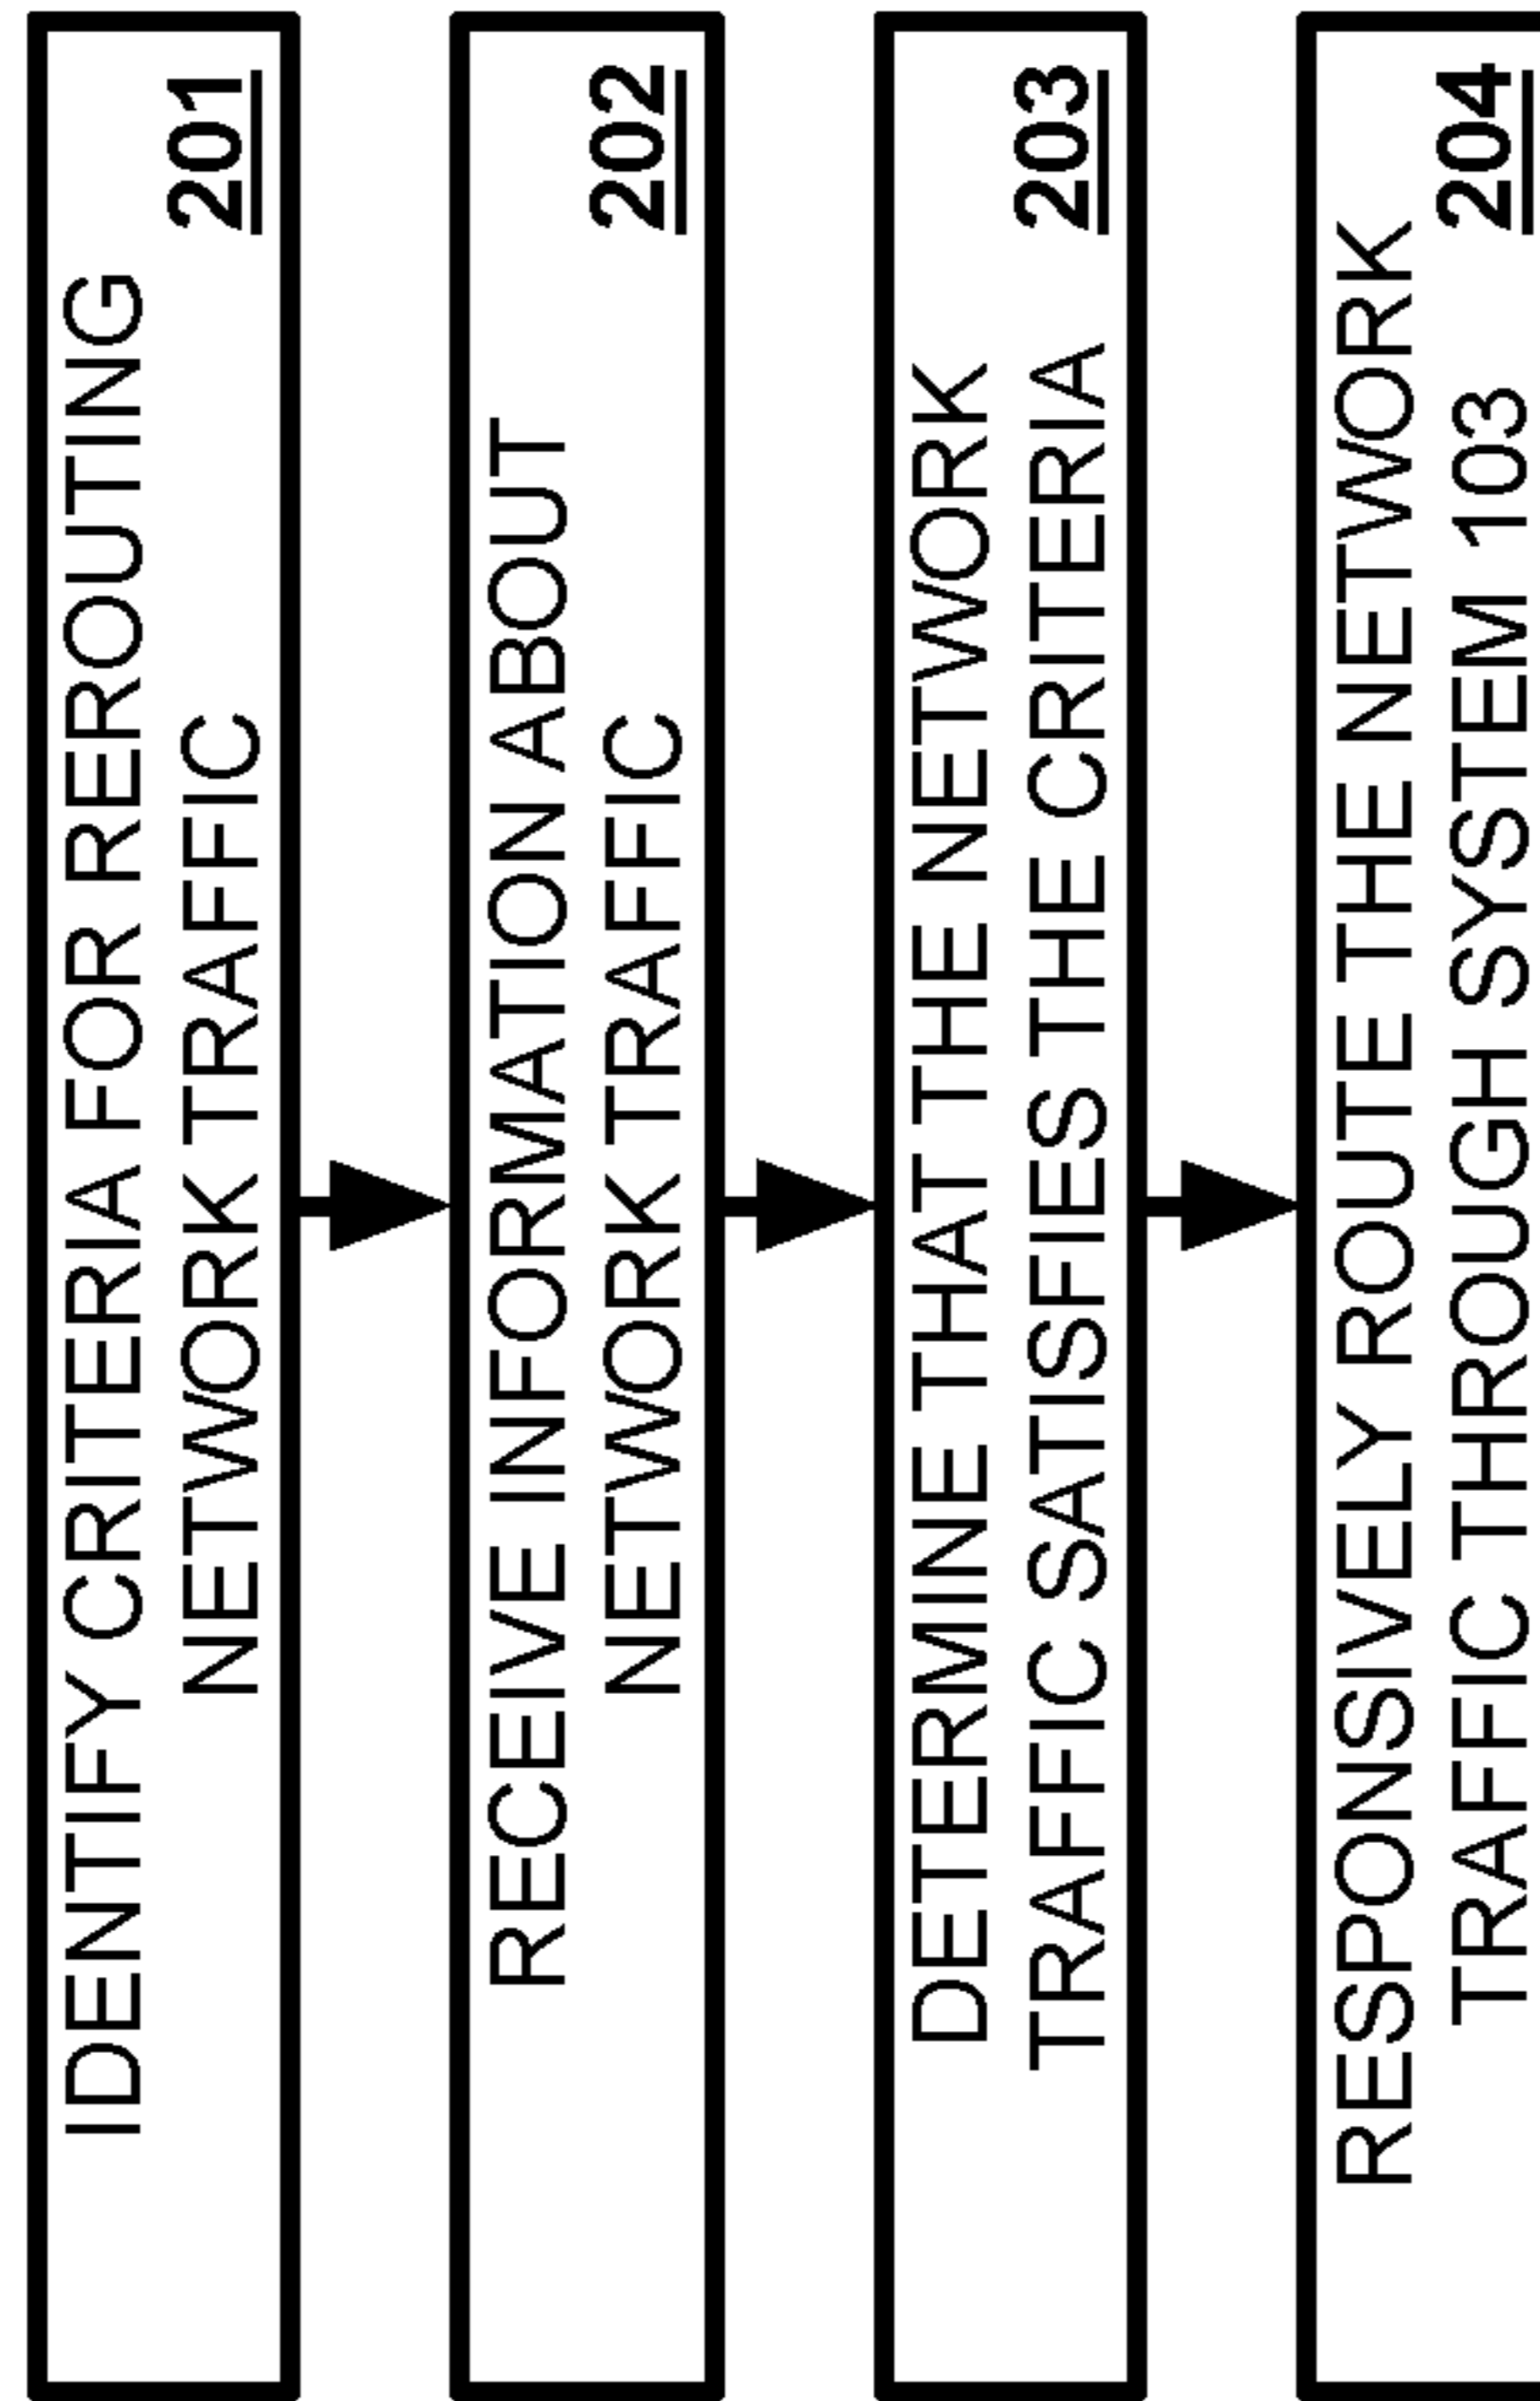 IDENTIFY CRITERIA FOR REROUTING
NETWORK TRAFFIC
201
RECEIVE INFORMATION ABOUT
NETWORK TRAFFIC
202
DETERMINE THAT THE NETWORK
TRAFFIC SATISFIES THE CRITERIA
203
RESPONSIVELY ROUTE THE NETWORK
TRAFFIC THROUGH SYSTEM 103
204